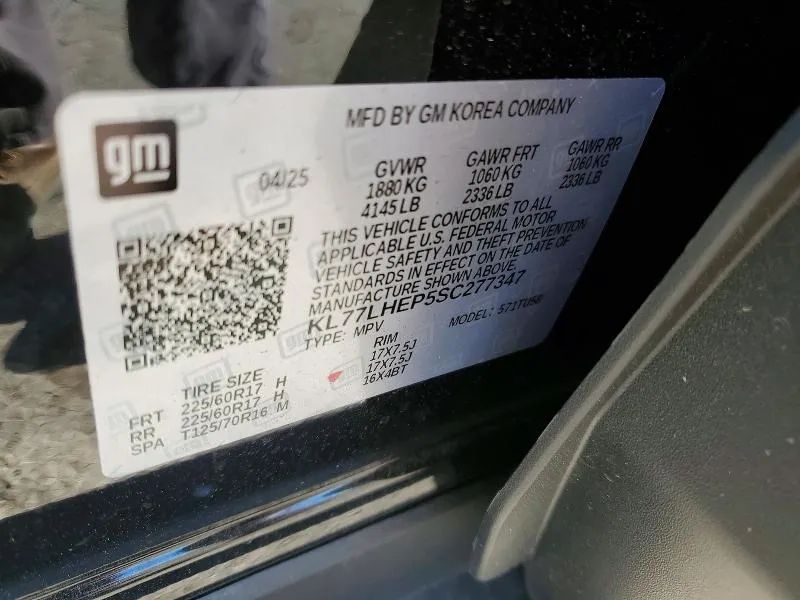 MFD BY GM KOREA COMPANY
gm
04/25
GVWR GAWR FRT GAWR RR
1880 KG 1060 KG 1060 KG
4145 LB 2336 LB 2336 LB
THIS VEHICLE CONFORMS TO ALL
APPLICABLE U.S. FEDERAL MOTOR
VEHICLE SAFETY AND THEFT PREVENTION
STANDARDS IN EFFECT ON THE DATE OF
MANUFACTURE SHOWN ABOVE.
KL77LHEP5SC277347
TYPE: MPV MODEL:
TIRE SIZE RIM
FRT 225/60R17 H 17X7.5J
RR 225/60R17 H 17X7.5J
SPA T125/70R16 M 16X4BT